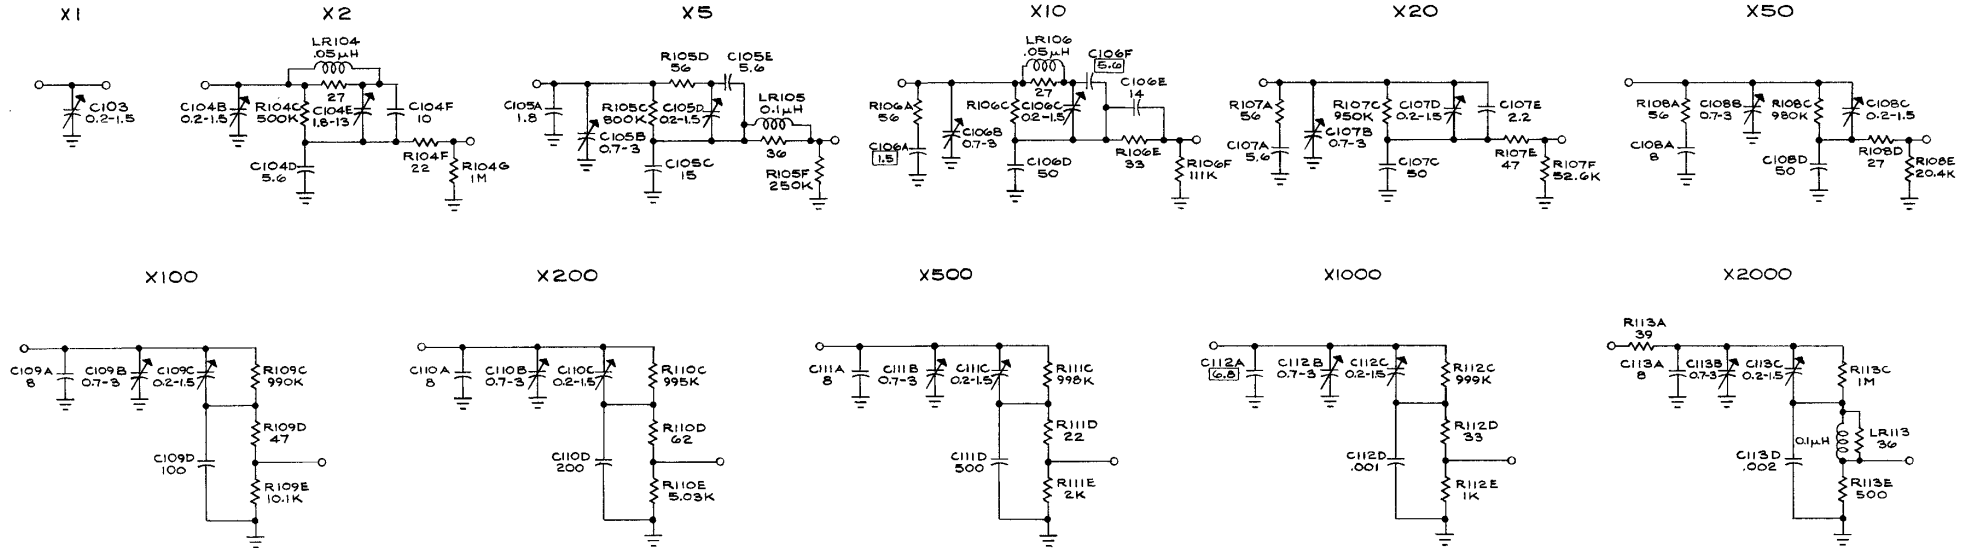 X1
C103
0.2-1.5
X2
LR104
.05µH
27
C104B
0.2-1.5
R104C
500K
C104E
1.8-13
C104F
10
C104D
5.6
R104F
22
R104G
1M
X5
R105D
56
C105E
5.6
C105A
1.8
R105C
800K
C105D
0.2-1.5
LR105
0.1µH
36
C105B
0.7-3
C105C
15
R105F
250K
X10
LR106
.05µH
27
C106F
5.6
C106E
14
R106A
56
R106C
C106C
0.2-1.5
C106B
0.7-3
C106A
1.5
C106D
50
R106E
33
R106F
111K
X20
R107A
56
R107C
950K
C107D
0.2-1.5
C107E
2.2
C107B
0.7-3
C107A
5.6
C107C
50
R107E
47
R107F
52.6K
X50
R108A
56
C108B
0.7-3
R108C
980K
C108C
0.2-1.5
C108A
8
C108D
50
R108D
27
R108E
20.4K
X100
C109A
8
C109B
0.7-3
C109C
0.2-1.5
R109C
990K
R109D
47
C109D
100
R109E
10.1K
X200
C110A
8
C110B
0.7-3
C110C
0.2-1.5
R110C
995K
R110D
62
C110D
200
R110E
5.03K
X500
C111A
8
C111B
0.7-3
C111C
0.2-1.5
R111C
998K
R111D
22
C111D
500
R111E
2K
X1000
C112A
6.8
C112B
0.7-3
C112C
0.2-1.5
R112C
999K
R112D
33
C112D
.001
R112E
1K
X2000
R113A
39
C113A
8
C113B
0.7-3
C113C
0.2-1.5
R113C
1M
0.1µH
LR113
36
C113D
.002
R113E
500